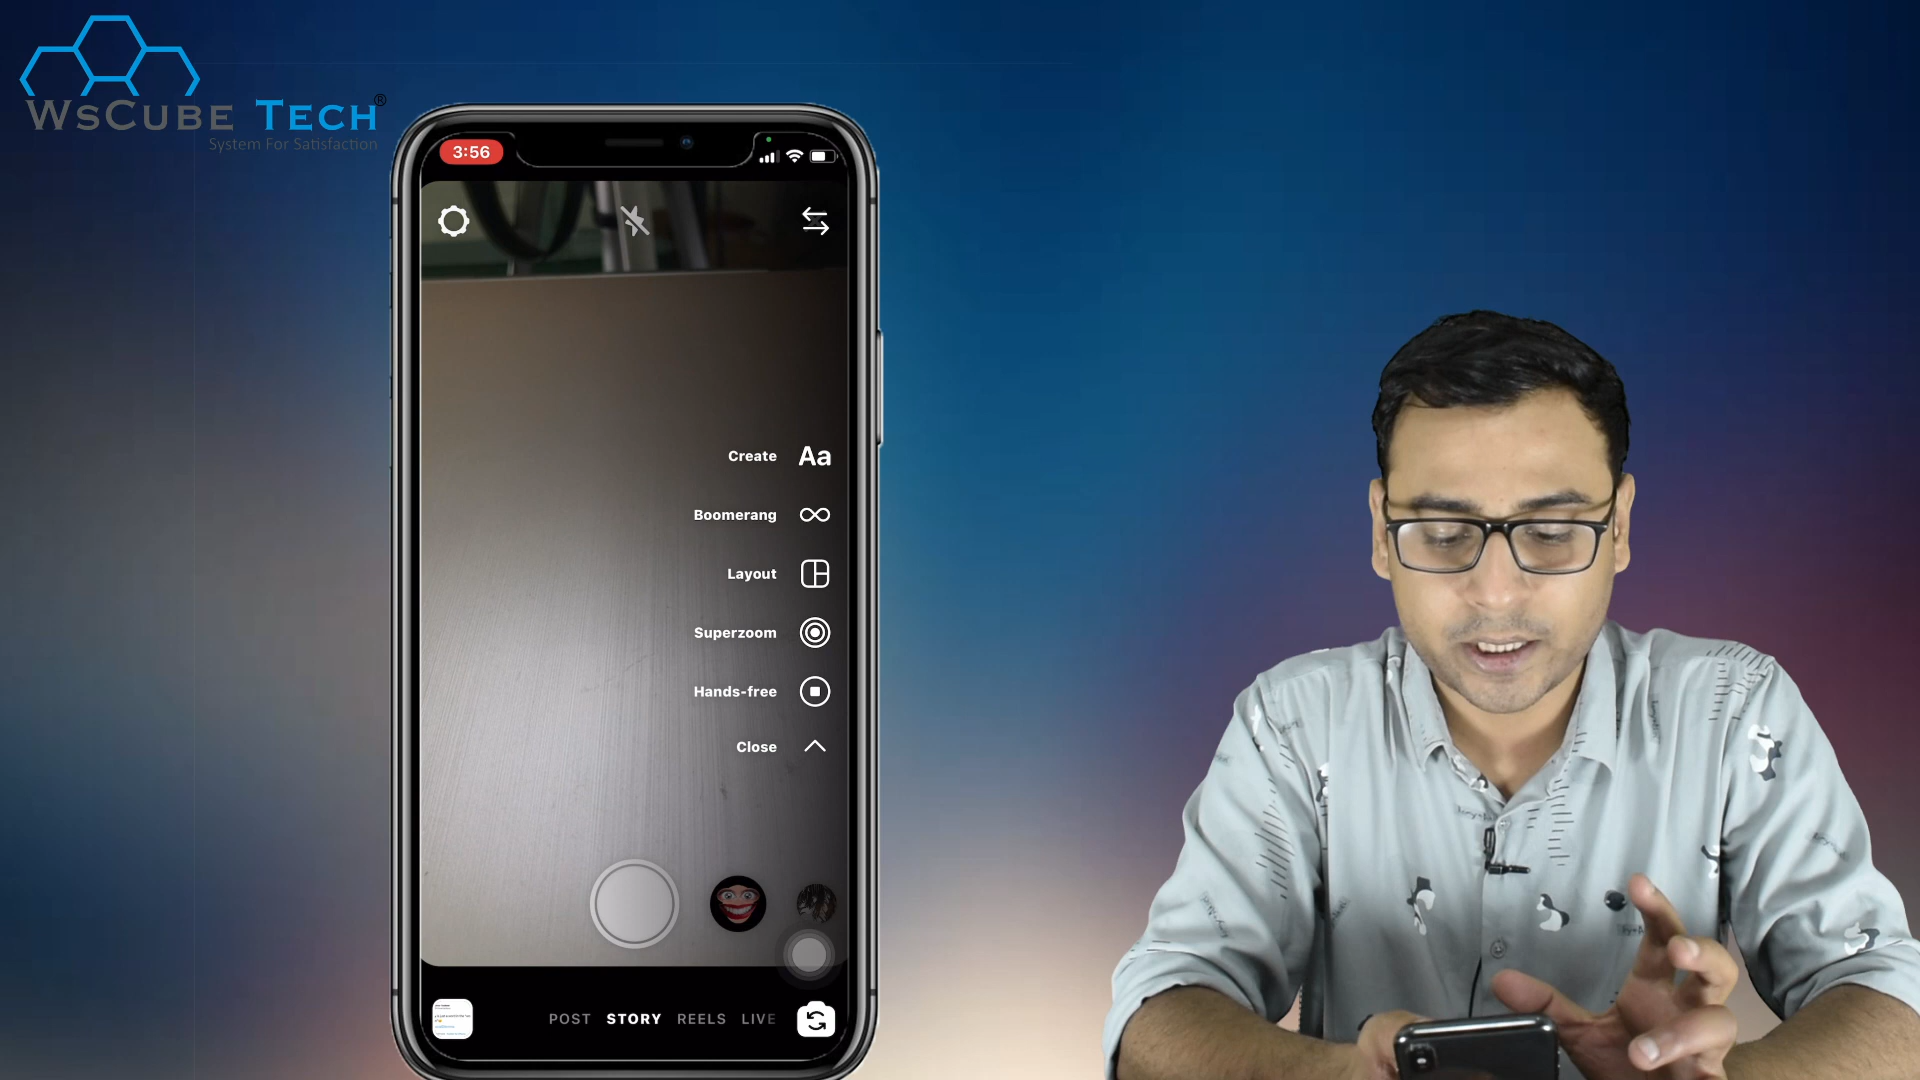 WsCube Tech®
System For Satisfaction
3:56
Create Aa
Boomerang
Layout
Superzoom
Hands-free
Close
POST STORY REELS LIVE